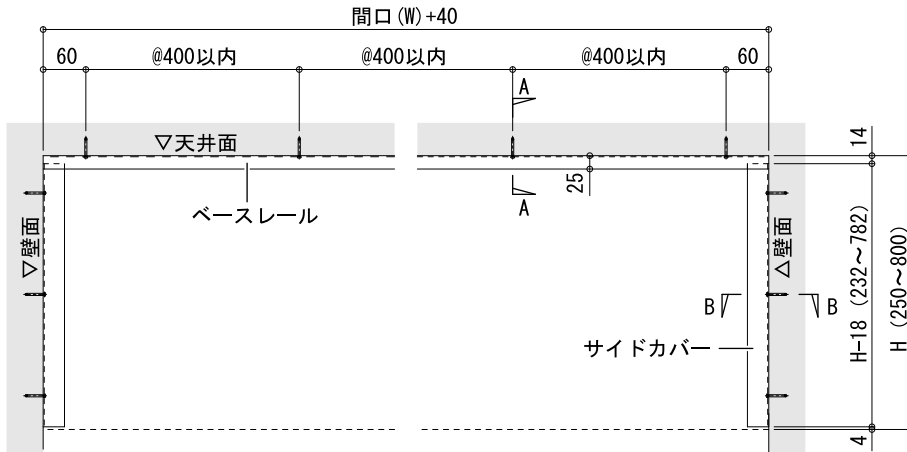 間口(W)+40
60
@400以内
@400以内
@400以内
60
A
▽天井面
14
25
ベースレール
A
▽壁面
△壁面
H-18 (232~782)
H (250~800)
B
B
サイドカバー
4